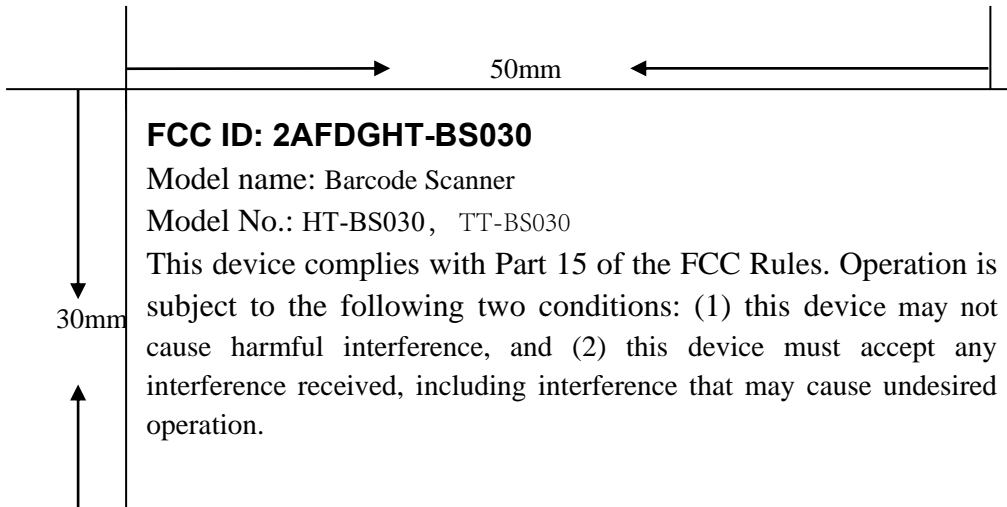 50mm
FCC ID: 2AFDGHT-BS030
Model name: Barcode Scanner
Model No.: HT-BS030, TT-BS030
This device complies with Part 15 of the FCC Rules. Operation is
subject to the following two conditions: (1) this device may not
30mm
cause harmful interference, and (2) this device must accept any
interference received, including interference that may cause undesired
operation.